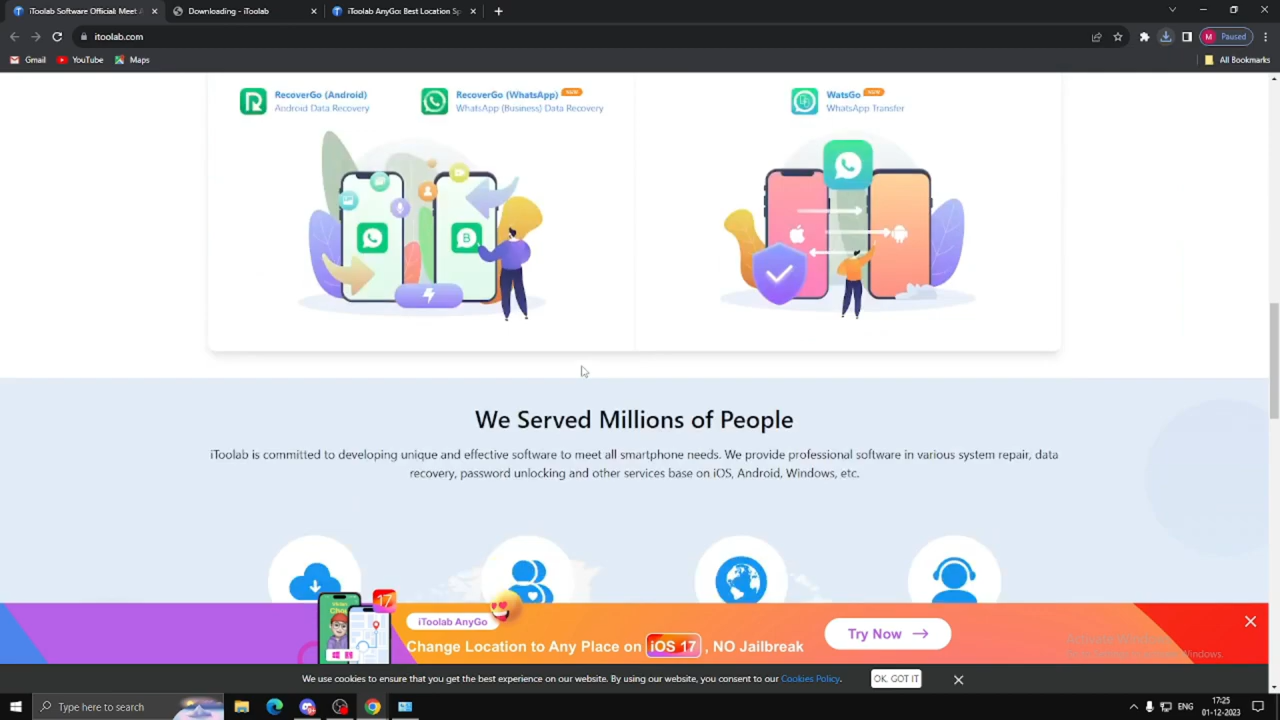 iToolab Software Official: Meet A
Downloading - iToolab
iToolab AnyGo: Best Location Sp
itoolab.com
M Paused
Gmail
YouTube
Maps
All Bookmarks
RecoverGo (Android)
Android Data Recovery
RecoverGo (WhatsApp) NEW
WhatsApp (Business) Data Recovery
WatsGo NEW
WhatsApp Transfer
B
We Served Millions of People
iToolab is committed to developing unique and effective software to meet all smartphone needs. We provide professional software in various system repair, data
recovery, password unlocking and other services base on iOS, Android, Windows, etc.
17
iToolab AnyGo
Change Location to Any Place on iOS 17, NO Jailbreak
Try Now
Activate Windows
Windows.
We use cookies to ensure that you get the best experience on our website. By using our website, you consent to our Cookies Policy.
OK, GOT IT
Type here to search
ENG
17:25
01-12-2023